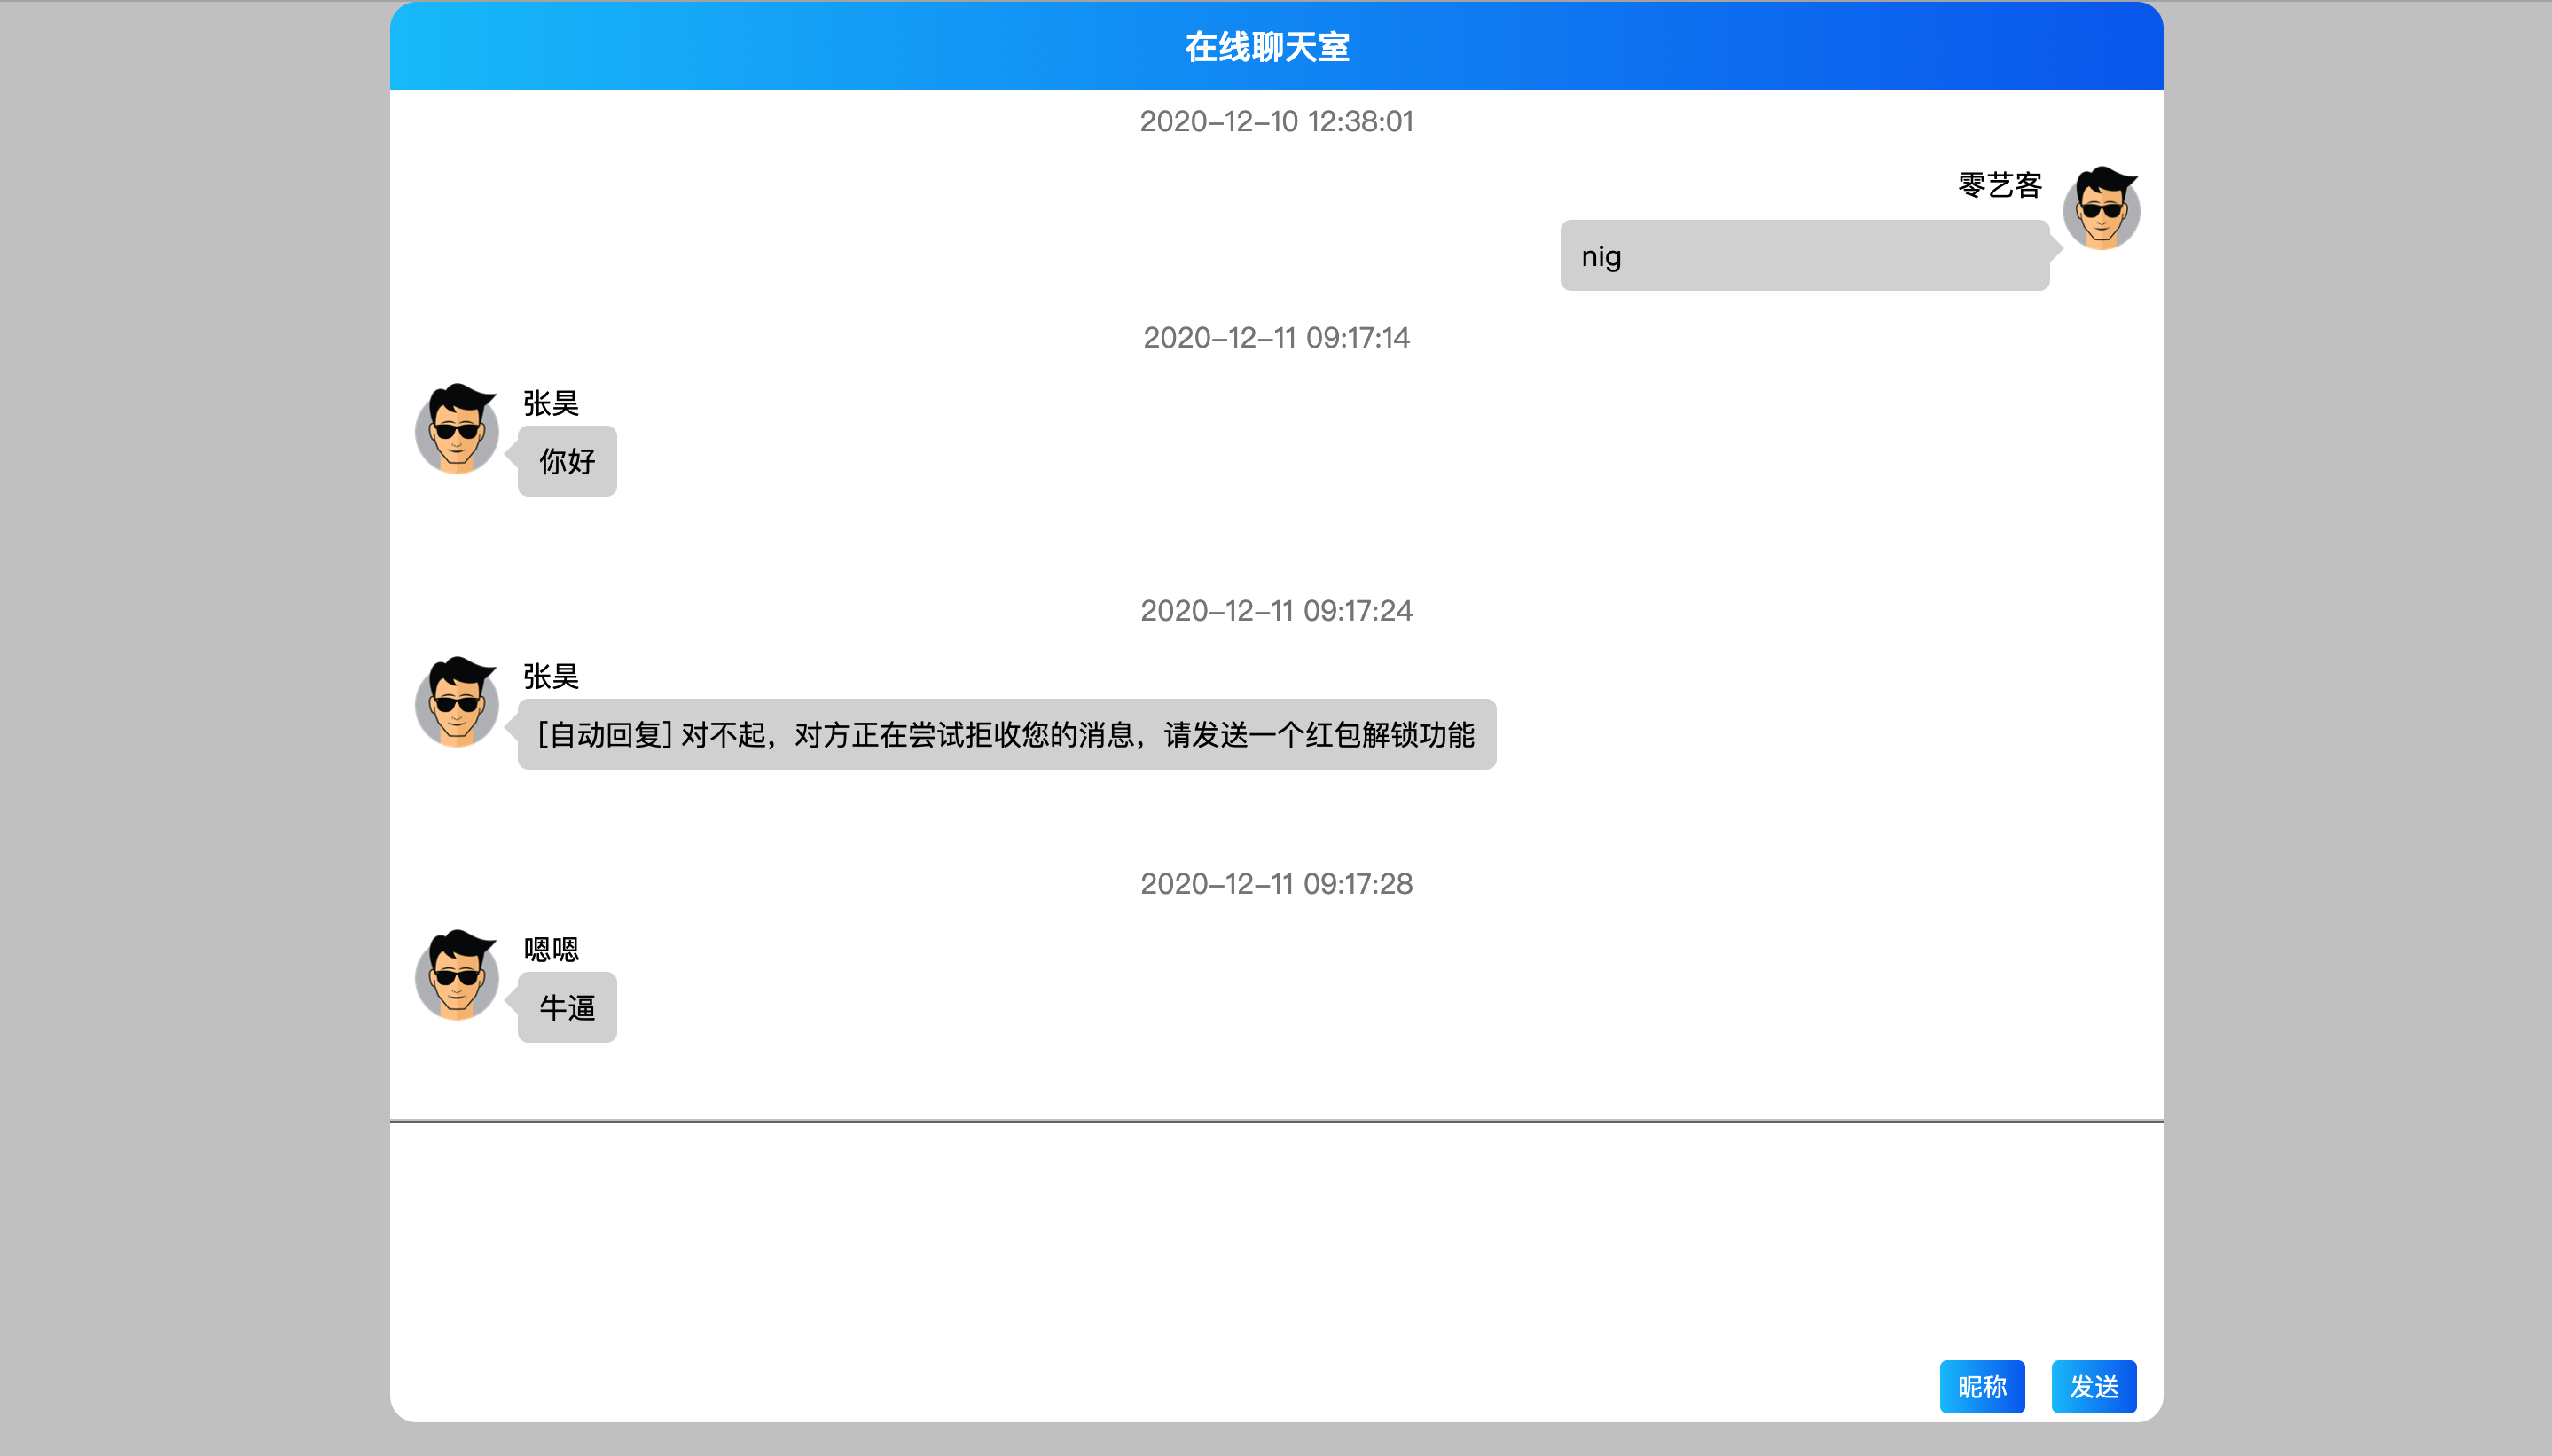 在线聊天室
2020-12-10 12:38:01
零艺客
nig
2020-12-11 09:17:14
张昊
你好
2020-12-11 09:17:24
张昊
[自动回复] 对不起，对方正在尝试拒收您的消息，请发送一个红包解锁功能
2020-12-11 09:17:28
嗯嗯
牛逼
昵称
发送